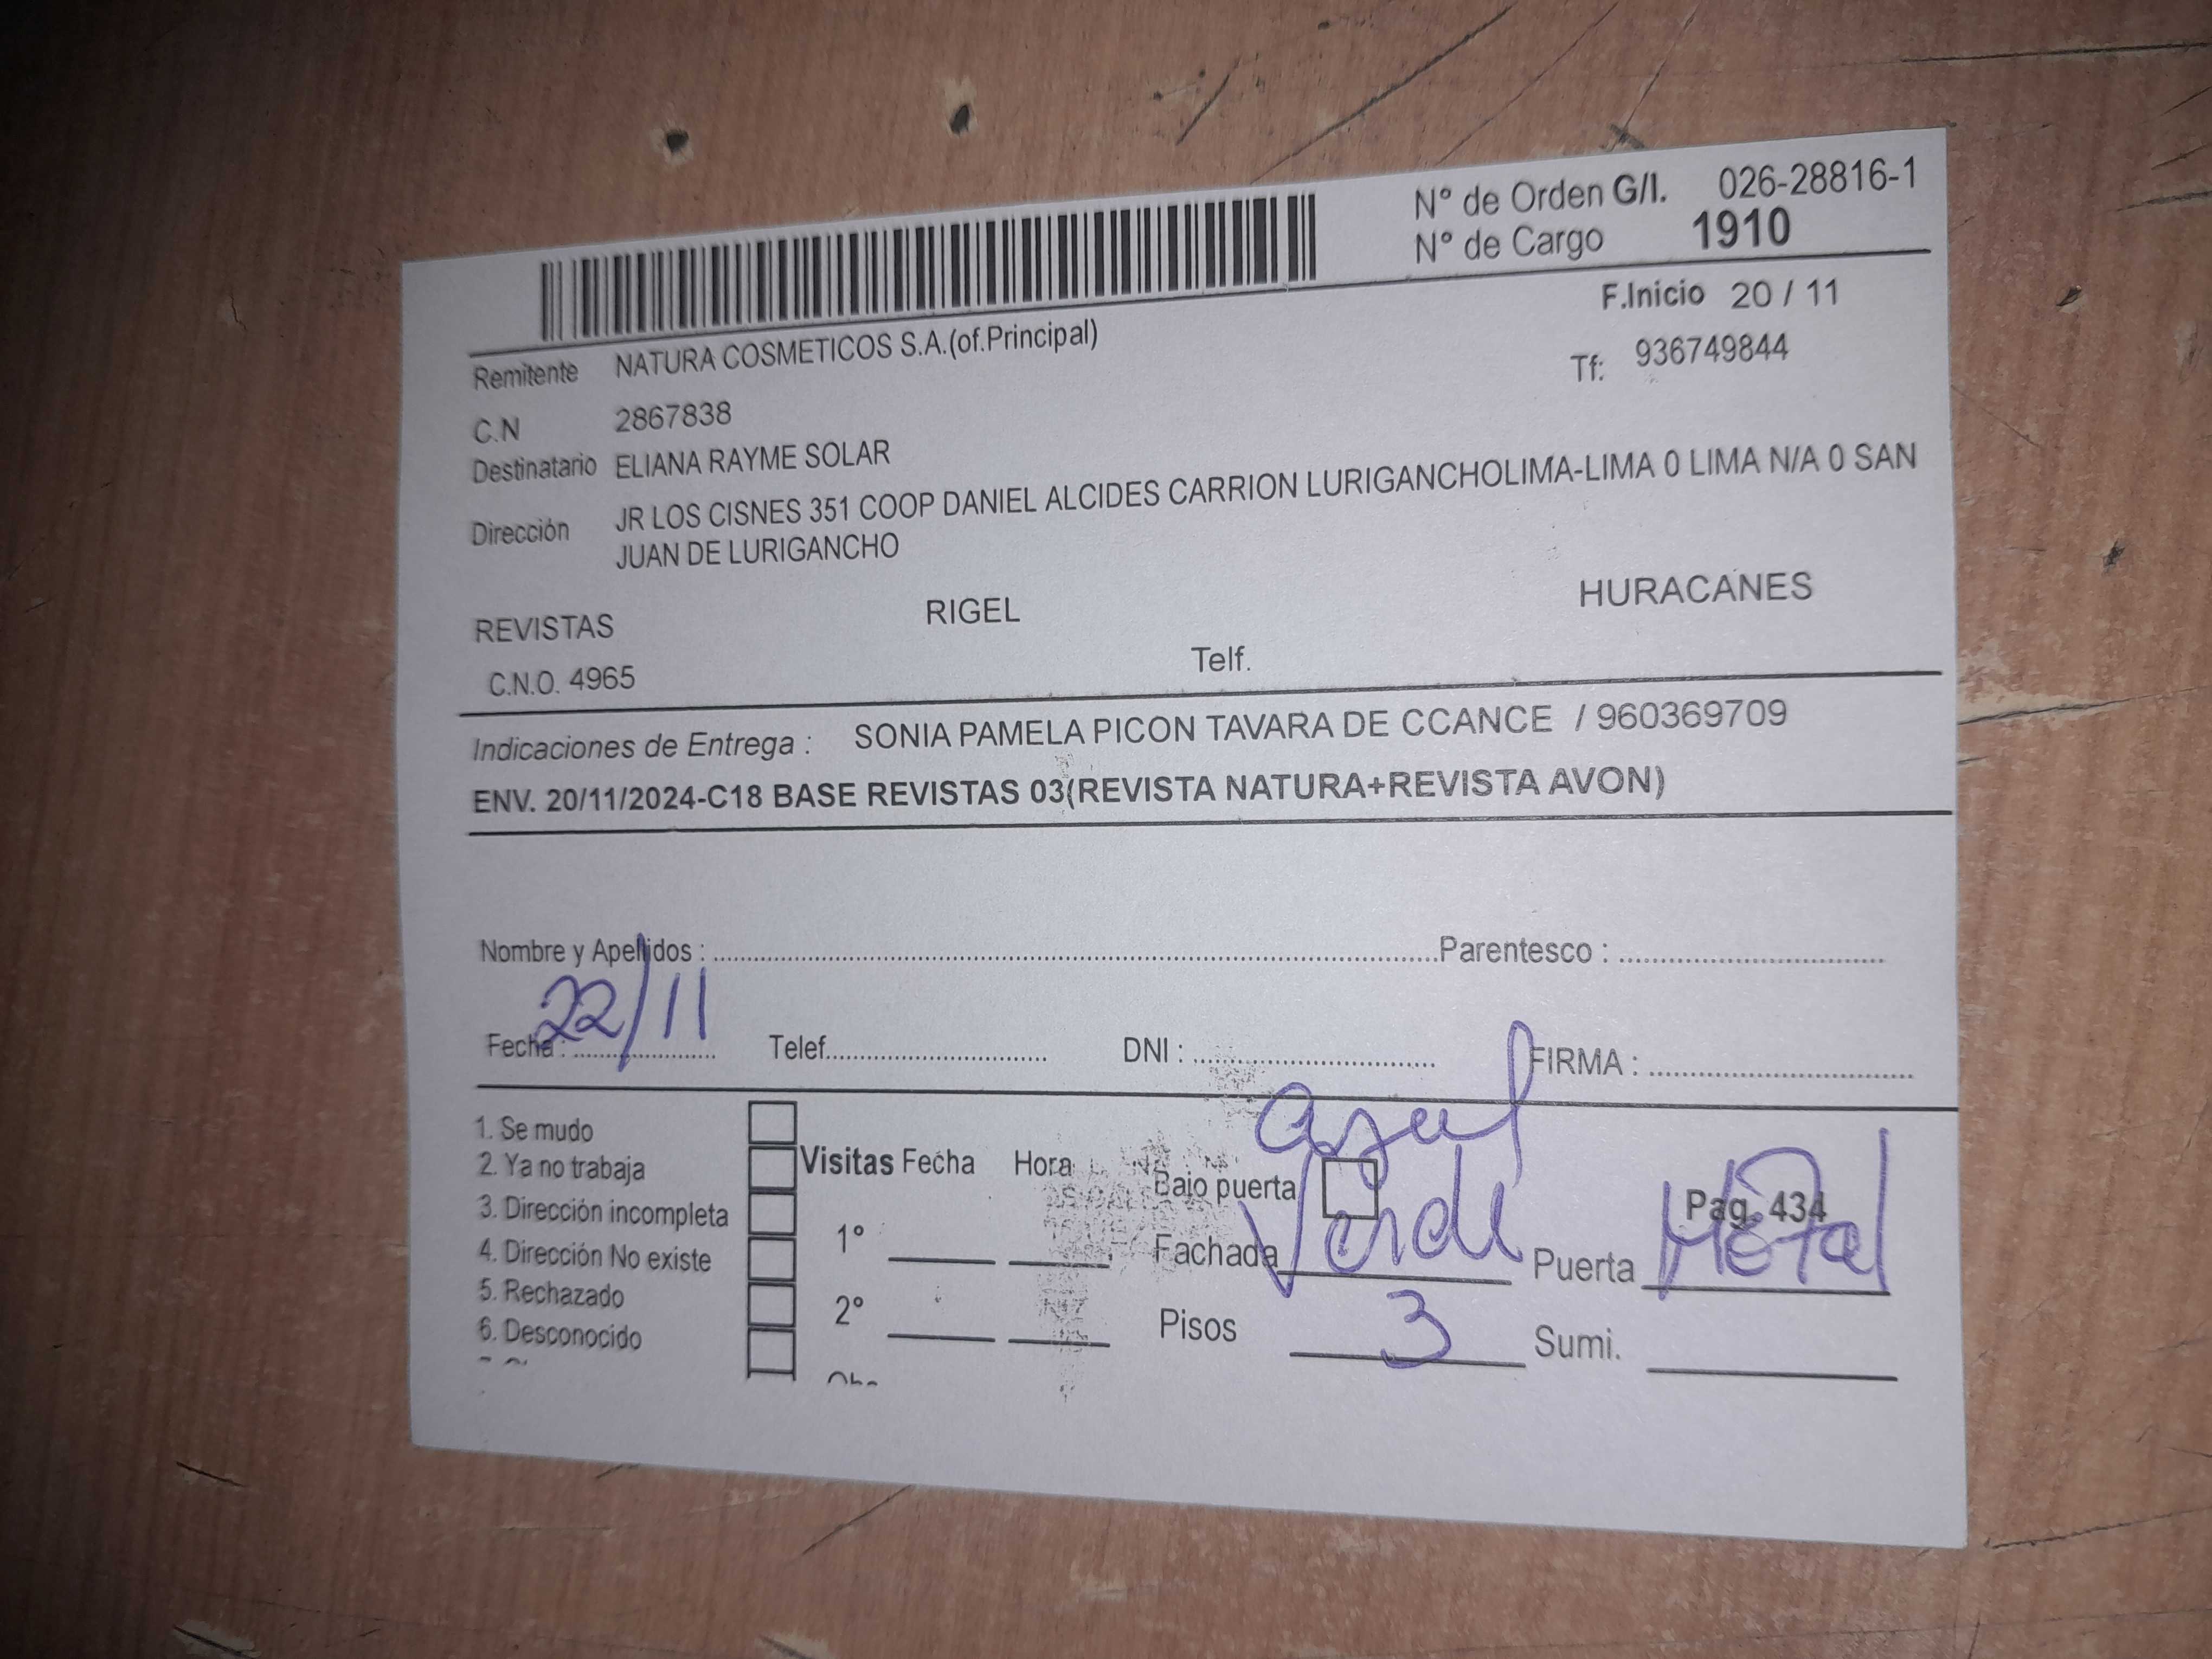 N° de Orden G/I. 026-28816-1
N° de Cargo 1910
F.Inicio 20 / 11
Remitente NATURA COSMETICOS S.A.(of.Principal)
Tf: 936749844
C.N 2867838
Destinatario ELIANA RAYME SOLAR
Dirección JR LOS CISNES 351 COOP DANIEL ALCIDES CARRION LURIGANCHOLIMA-LIMA 0 LIMA N/A 0 SAN
JUAN DE LURIGANCHO
REVISTAS RIGEL HURACANES
C.N.O. 4965 Telf.
Indicaciones de Entrega : SONIA PAMELA PICON TAVARA DE CCANCE / 960369709
ENV. 20/11/2024-C18 BASE REVISTAS 03(REVISTA NATURA+REVISTA AVON)
Nombre y Apellidos : Parentesco :
Fecha : 22/11 Telef. DNI : FIRMA :
azul
1. Se mudo
2. Ya no trabaja
3. Dirección incompleta
4. Dirección No existe
5. Rechazado
6. Desconocido
Visitas Fecha Hora
1°
2°
Bajo puerta
Pag. 434
Fachada Verde Puerta Metal
Pisos 3 Sumi.